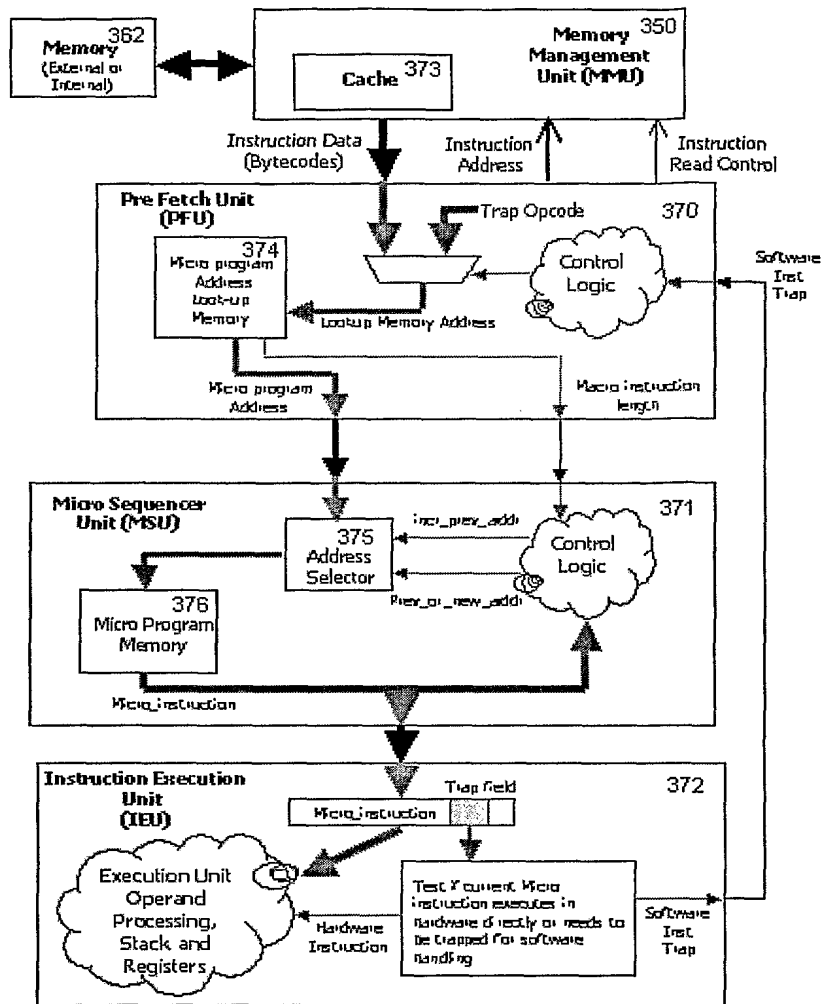 Memory 362
(External or
Internal)
350
Memory
Management
Unit (MMU)
Cache 373
Instruction Data
(Bytecodes)
Instruction
Address
Instruction
Read Control
Pre Fetch Unit
(PFU)
370
Trap Opcode
374
Micro program
Address
Look-up
Memory
Control
Logic
Software
Inst
Trap
Lookup Memory Address
Micro program
Address
Macro instruction
length
Micro Sequencer
Unit (MSU)
371
375
Address
Selector
incr_prev_addr
Control
Logic
Prev_or_new_addr
376
Micro Program
Memory
Micro_instruction
Instruction Execution
Unit
(IEU)
372
Trap field
Micro_instruction
Execution Unit
Operand
Processing,
Stack and
Registers
Hardware
Instruction
Test if current Micro
instruction executes in
hardware directly or needs to
be trapped for software
handling
Software
Inst
Trap